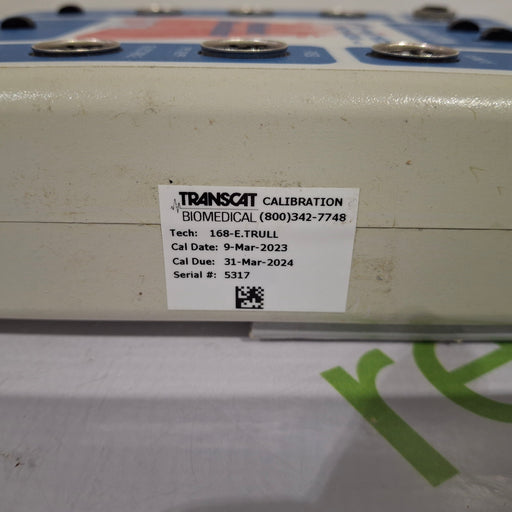 TRANSCAT CALIBRATION
BIOMEDICAL (800)342-7748
Tech: 168-E.TRULL
Cal Date: 9-Mar-2023
Cal Due: 31-Mar-2024
Serial #: 5317
re